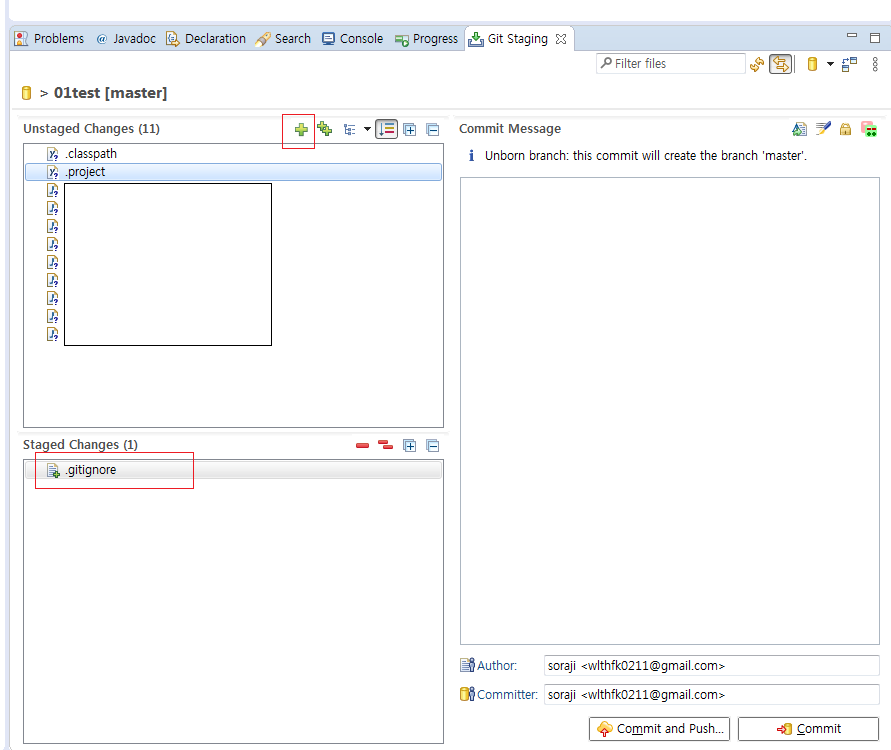 Problems @ Javadoc Declaration Search Console Progress Git Staging
Filter files
> 01test [master]
Unstaged Changes (11)
.classpath
.project
Staged Changes (1)
.gitignore
Commit Message
Unborn branch: this commit will create the branch 'master'.
Author: soraji <wlthfk0211@gmail.com>
Committer: soraji <wlthfk0211@gmail.com>
Commit and Push... Commit